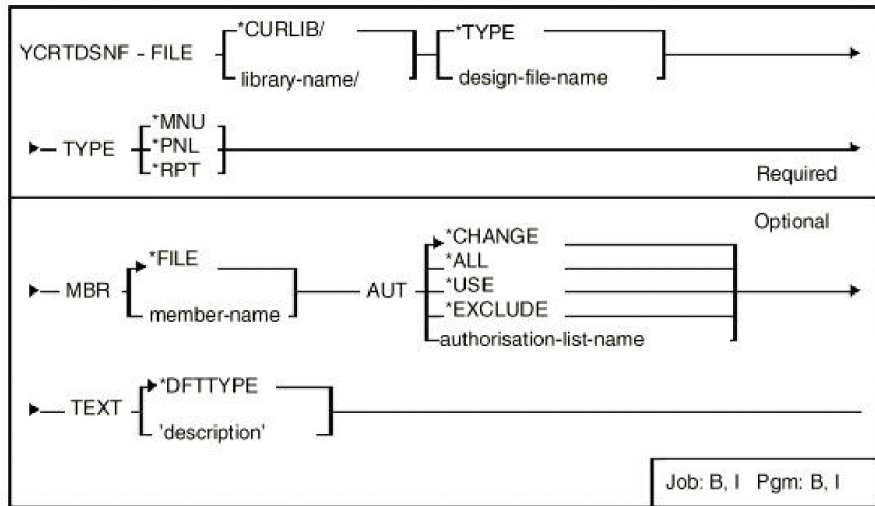 *CURLIB/ *TYPE
YCRTDSNF - FILE
library-name/ design-file-name
*MNU
TYPE *PNL
*RPT
Required
Optional
*CHANGE
*FILE *ALL
MBR AUT *USE
member-name *EXCLUDE
authorisation-list-name
*DFTTYPE
TEXT
'description'
Job: B, I Pgm: B, I